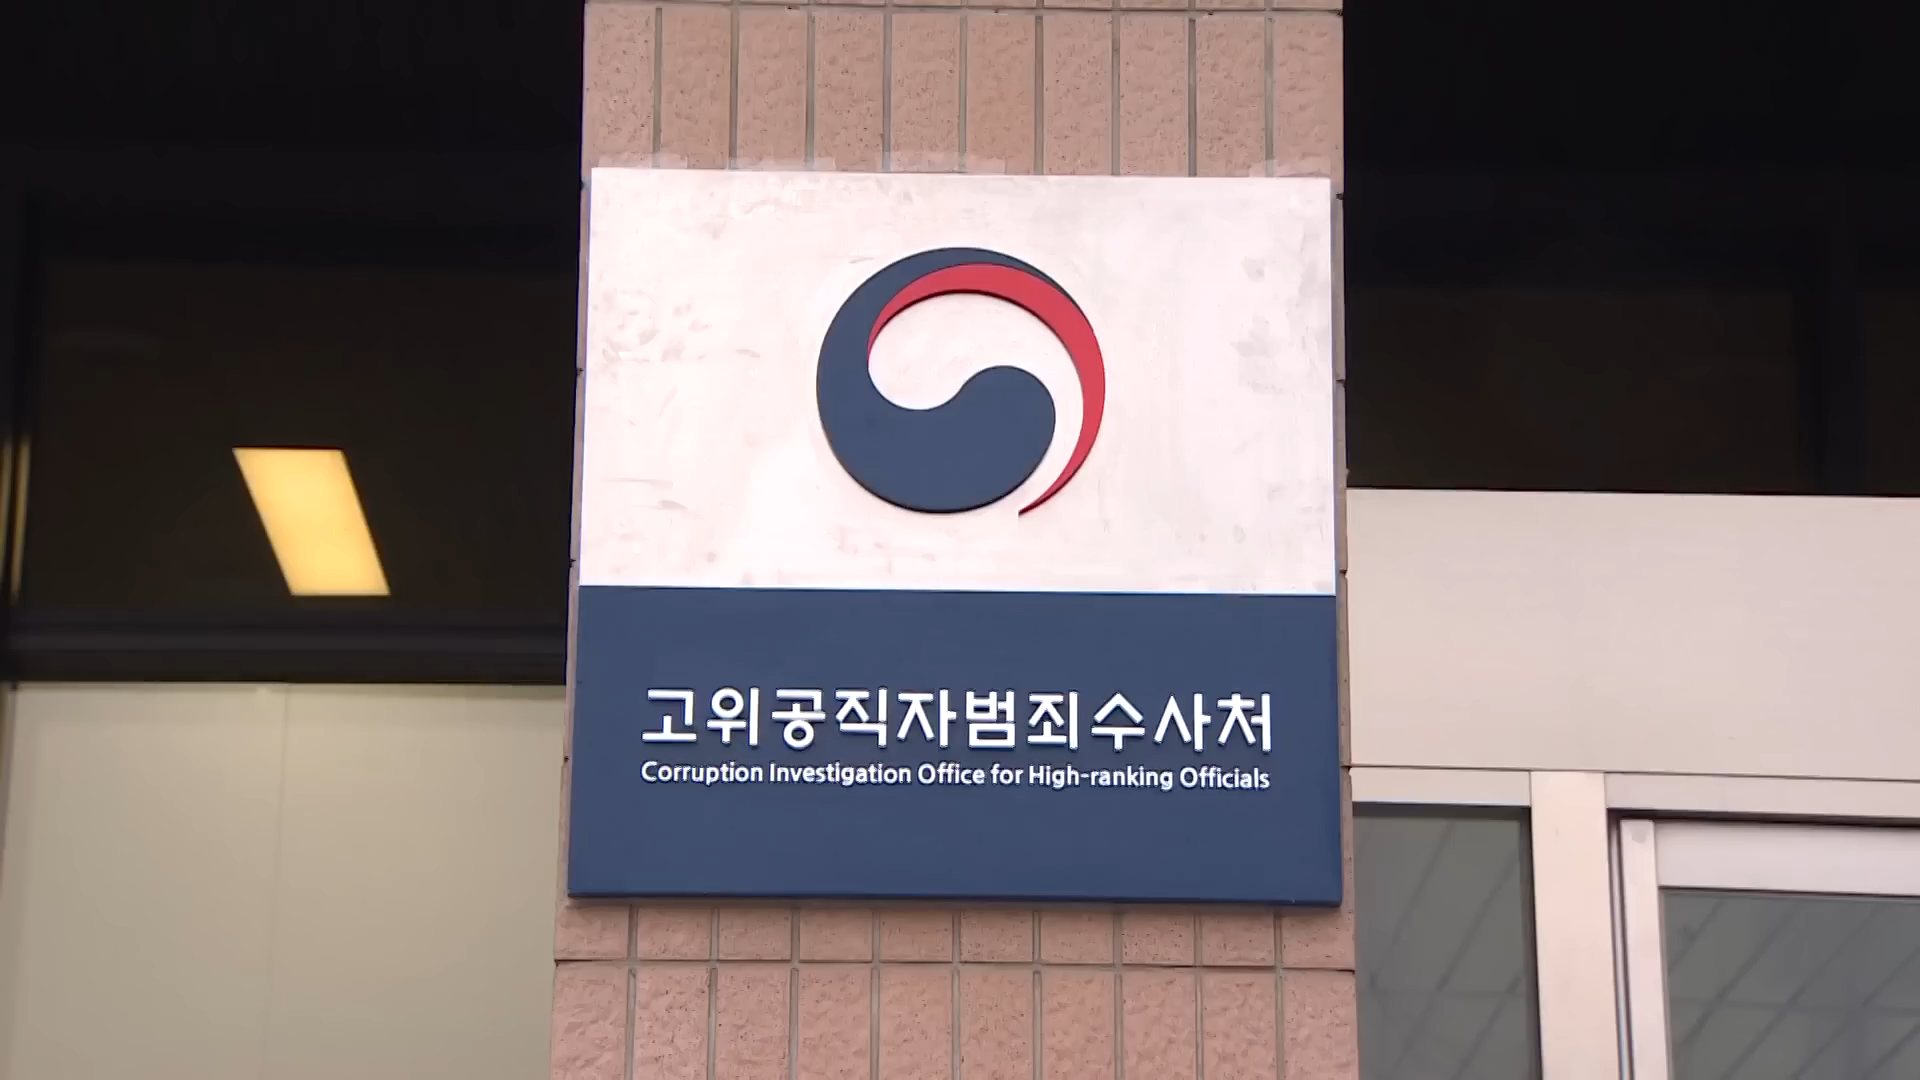 고위공직자범죄수사처
Corruption Investigation Office for High-ranking Officials